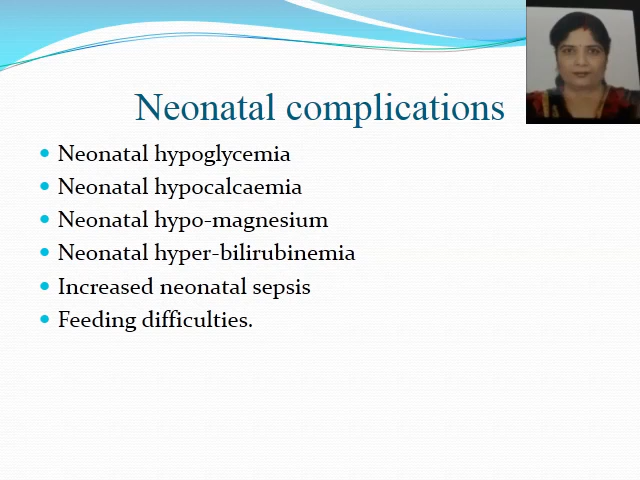 Neonatal complications
Neonatal hypoglycemia
Neonatal hypocalcaemia
Neonatal hypo-magnesium
Neonatal hyper-bilirubinemia
Increased neonatal sepsis
Feeding difficulties.